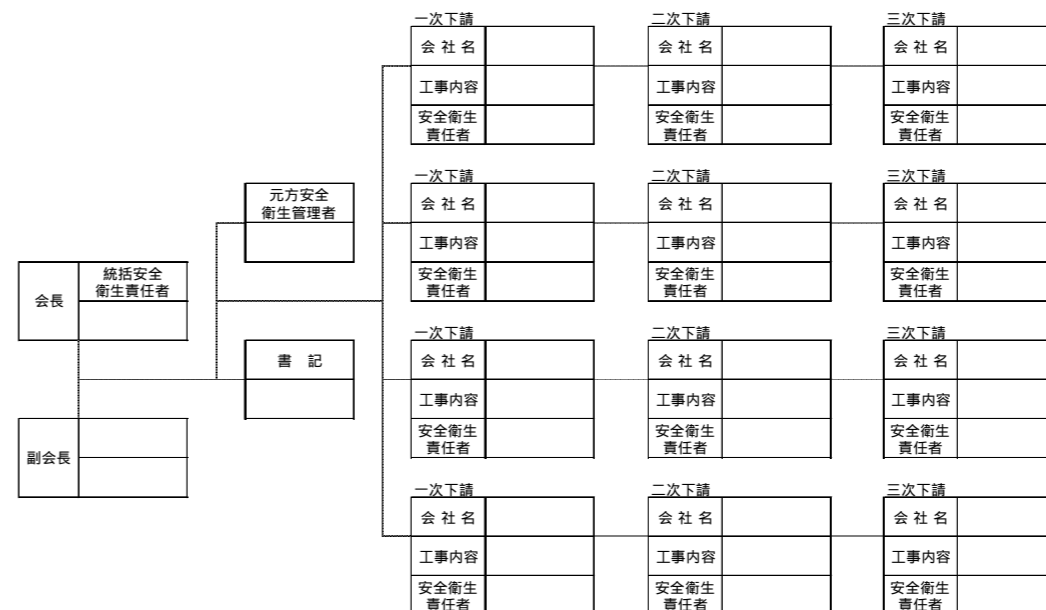 一次下請
二次下請
三次下請
会 社 名
会 社 名
会 社 名
工事内容
工事内容
工事内容
安全衛生
責任者
安全衛生
責任者
安全衛生
責任者
一次下請
二次下請
三次下請
元方安全
衛生管理者
会 社 名
会 社 名
会 社 名
工事内容
工事内容
工事内容
安全衛生
責任者
安全衛生
責任者
安全衛生
責任者
会長
統括安全
衛生責任者
一次下請
二次下請
三次下請
書　記
会 社 名
会 社 名
会 社 名
工事内容
工事内容
工事内容
安全衛生
責任者
安全衛生
責任者
安全衛生
責任者
副会長
一次下請
二次下請
三次下請
会 社 名
会 社 名
会 社 名
工事内容
工事内容
工事内容
安全衛生
責任者
安全衛生
責任者
安全衛生
責任者